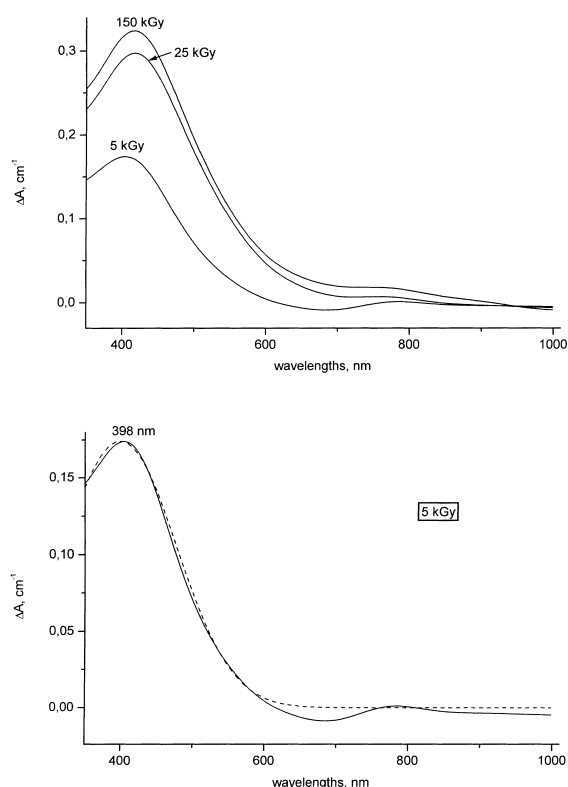 150 kGy
0,3
25 kGy
0,2
5 kGy
ΔA, cm⁻¹
0,1
0,0
400 600 800 1000
wavelengths, nm
398 nm
0,15
5 kGy
0,10
ΔA, cm⁻¹
0,05
0,00
400 600 800 1000
wavelengths, nm